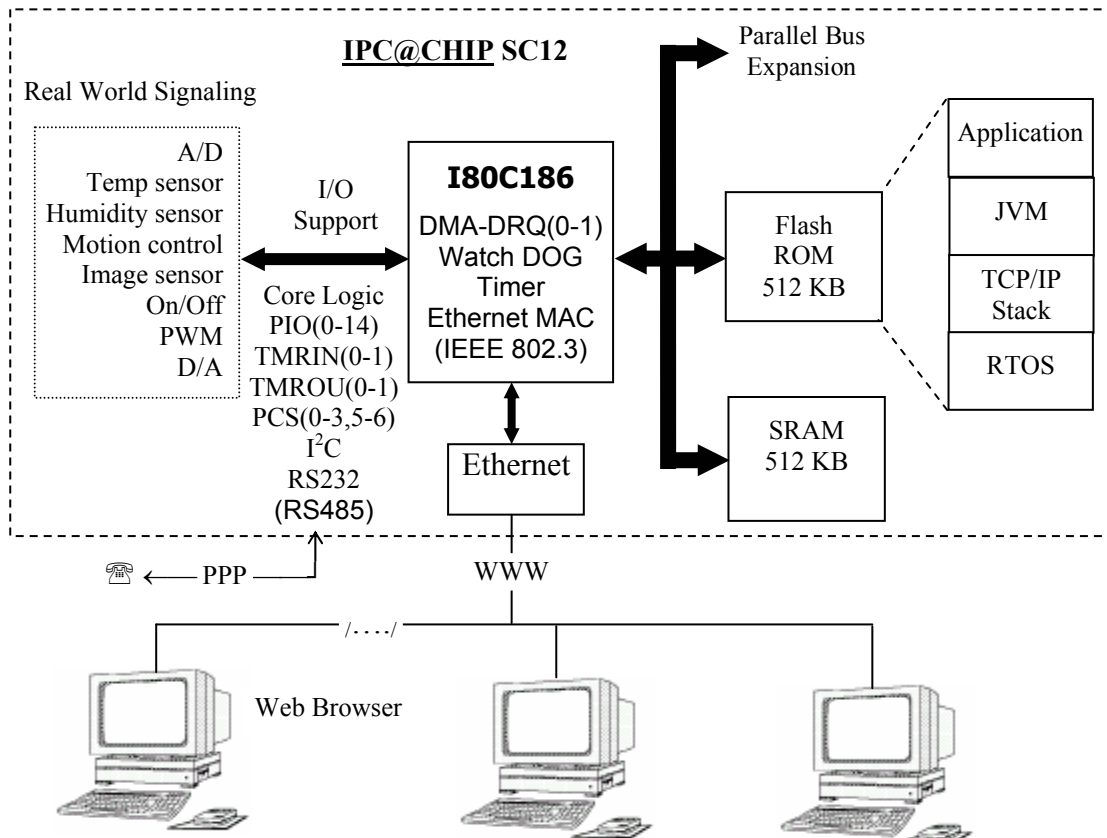 IPC@CHIP SC12
Parallel Bus
Expansion
Real World Signaling
A/D
Temp sensor
Humidity sensor
Motion control
Image sensor
On/Off
PWM
D/A
I/O
Support
Core Logic
PIO(0-14)
TMRIN(0-1)
TMROU(0-1)
PCS(0-3,5-6)
I²C
RS232
(RS485)
I80C186
DMA-DRQ(0-1)
Watch DOG
Timer
Ethernet MAC
(IEEE 802.3)
Ethernet
Flash
ROM
512 KB
SRAM
512 KB
Application
JVM
TCP/IP
Stack
RTOS
PPP
WWW
/..../
Web Browser